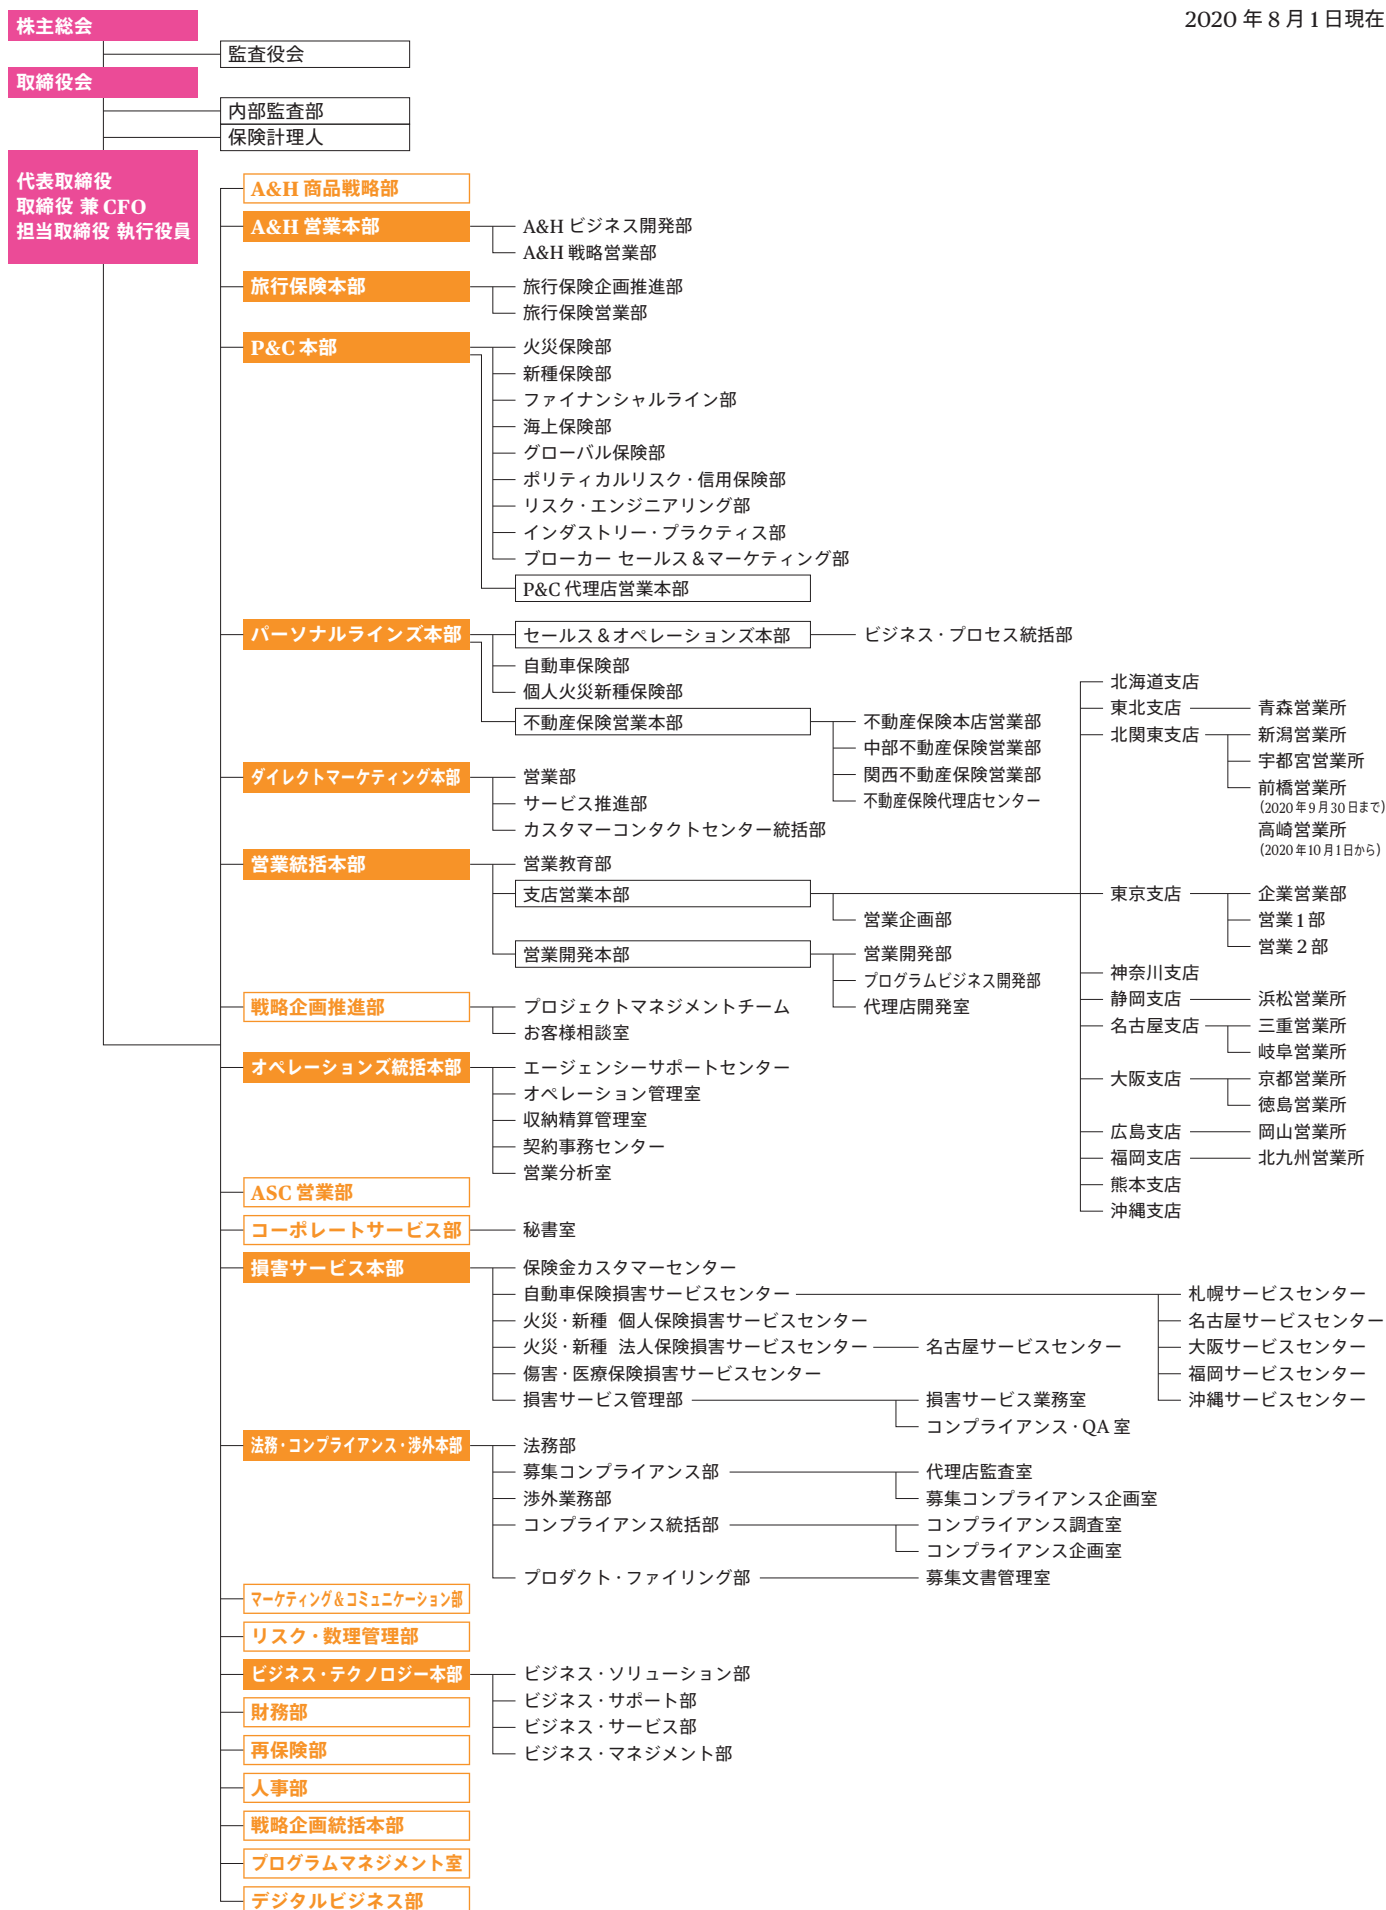 2020年8月1日現在
株主総会
監査役会
取締役会
内部監査部
保険計理人
代表取締役
取締役 兼 CFO
担当取締役 執行役員
A&H 商品戦略部
A&H 営業本部
A&H ビジネス開発部
A&H 戦略営業部
旅行保険本部
旅行保険企画推進部
旅行保険営業部
P&C 本部
火災保険部
新種保険部
ファイナンシャルライン部
海上保険部
グローバル保険部
ポリティカルリスク・信用保険部
リスク・エンジニアリング部
インダストリー・プラクティス部
ブローカー セールス＆マーケティング部
P&C 代理店営業本部
パーソナルラインズ本部
セールス＆オペレーションズ本部
ビジネス・プロセス統括部
自動車保険部
個人火災新種保険部
不動産保険営業本部
不動産保険本店営業部
中部不動産保険営業部
関西不動産保険営業部
不動産保険代理店センター
ダイレクトマーケティング本部
営業部
サービス推進部
カスタマーコンタクトセンター統括部
営業統括本部
営業教育部
支店営業本部
営業企画部
北海道支店
東北支店
青森営業所
北関東支店
新潟営業所
宇都宮営業所
前橋営業所
(2020年9月30日まで)
高崎営業所
(2020年10月1日から)
東京支店
企業営業部
営業1部
営業2部
神奈川支店
静岡支店
浜松営業所
名古屋支店
三重営業所
岐阜営業所
大阪支店
京都営業所
徳島営業所
広島支店
岡山営業所
福岡支店
北九州営業所
熊本支店
沖縄支店
営業開発本部
営業開発部
プログラムビジネス開発部
代理店開発室
戦略企画推進部
プロジェクトマネジメントチーム
お客様相談室
オペレーションズ統括本部
エージェンシーサポートセンター
オペレーション管理室
収納精算管理室
契約事務センター
営業分析室
ASC 営業部
コーポレートサービス部
秘書室
損害サービス本部
保険金カスタマーセンター
自動車保険損害サービスセンター
札幌サービスセンター
名古屋サービスセンター
大阪サービスセンター
福岡サービスセンター
沖縄サービスセンター
火災・新種 個人保険損害サービスセンター
火災・新種 法人保険損害サービスセンター
名古屋サービスセンター
傷害・医療保険損害サービスセンター
損害サービス管理部
損害サービス業務室
コンプライアンス・QA 室
法務・コンプライアンス・渉外本部
法務部
募集コンプライアンス部
代理店監査室
募集コンプライアンス企画室
渉外業務部
コンプライアンス統括部
コンプライアンス調査室
コンプライアンス企画室
プロダクト・ファイリング部
募集文書管理室
マーケティング＆コミュニケーション部
リスク・数理管理部
ビジネス・テクノロジー本部
ビジネス・ソリューション部
ビジネス・サポート部
ビジネス・サービス部
ビジネス・マネジメント部
財務部
再保険部
人事部
戦略企画統括本部
プログラムマネジメント室
デジタルビジネス部